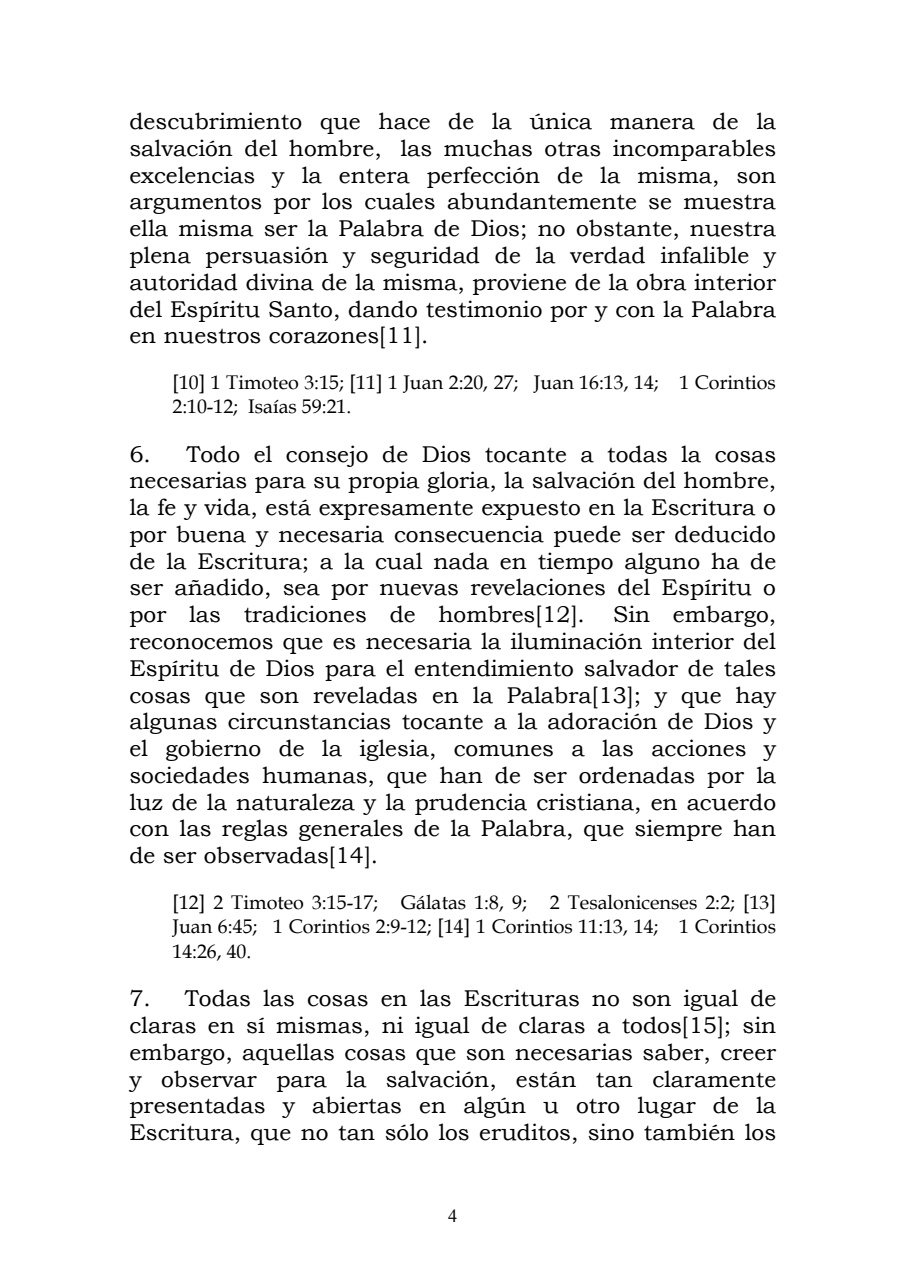 descubrimiento que hace de la única manera de la
salvación del hombre, las muchas otras incomparables
excelencias y la entera perfección de la misma, son
argumentos por los cuales abundantemente se muestra
ella misma ser la Palabra de Dios; no obstante, nuestra
plena persuasión y seguridad de la verdad infalible y
autoridad divina de la misma, proviene de la obra interior
del Espíritu Santo, dando testimonio por y con la Palabra
en nuestros corazones[11].
[10] 1 Timoteo 3:15; [11] 1 Juan 2:20, 27; Juan 16:13, 14; 1 Corintios
2:10-12; Isaías 59:21.
6. Todo el consejo de Dios tocante a todas la cosas
necesarias para su propia gloria, la salvación del hombre,
la fe y vida, está expresamente expuesto en la Escritura o
por buena y necesaria consecuencia puede ser deducido
de la Escritura; a la cual nada en tiempo alguno ha de
ser añadido, sea por nuevas revelaciones del Espíritu o
por las tradiciones de hombres[12]. Sin embargo,
reconocemos que es necesaria la iluminación interior del
Espíritu de Dios para el entendimiento salvador de tales
cosas que son reveladas en la Palabra[13]; y que hay
algunas circunstancias tocante a la adoración de Dios y
el gobierno de la iglesia, comunes a las acciones y
sociedades humanas, que han de ser ordenadas por la
luz de la naturaleza y la prudencia cristiana, en acuerdo
con las reglas generales de la Palabra, que siempre han
de ser observadas[14].
[12] 2 Timoteo 3:15-17; Gálatas 1:8, 9; 2 Tesalonicenses 2:2; [13]
Juan 6:45; 1 Corintios 2:9-12; [14] 1 Corintios 11:13, 14; 1 Corintios
14:26, 40.
7. Todas las cosas en las Escrituras no son igual de
claras en sí mismas, ni igual de claras a todos[15]; sin
embargo, aquellas cosas que son necesarias saber, creer
y observar para la salvación, están tan claramente
presentadas y abiertas en algún u otro lugar de la
Escritura, que no tan sólo los eruditos, sino también los
4